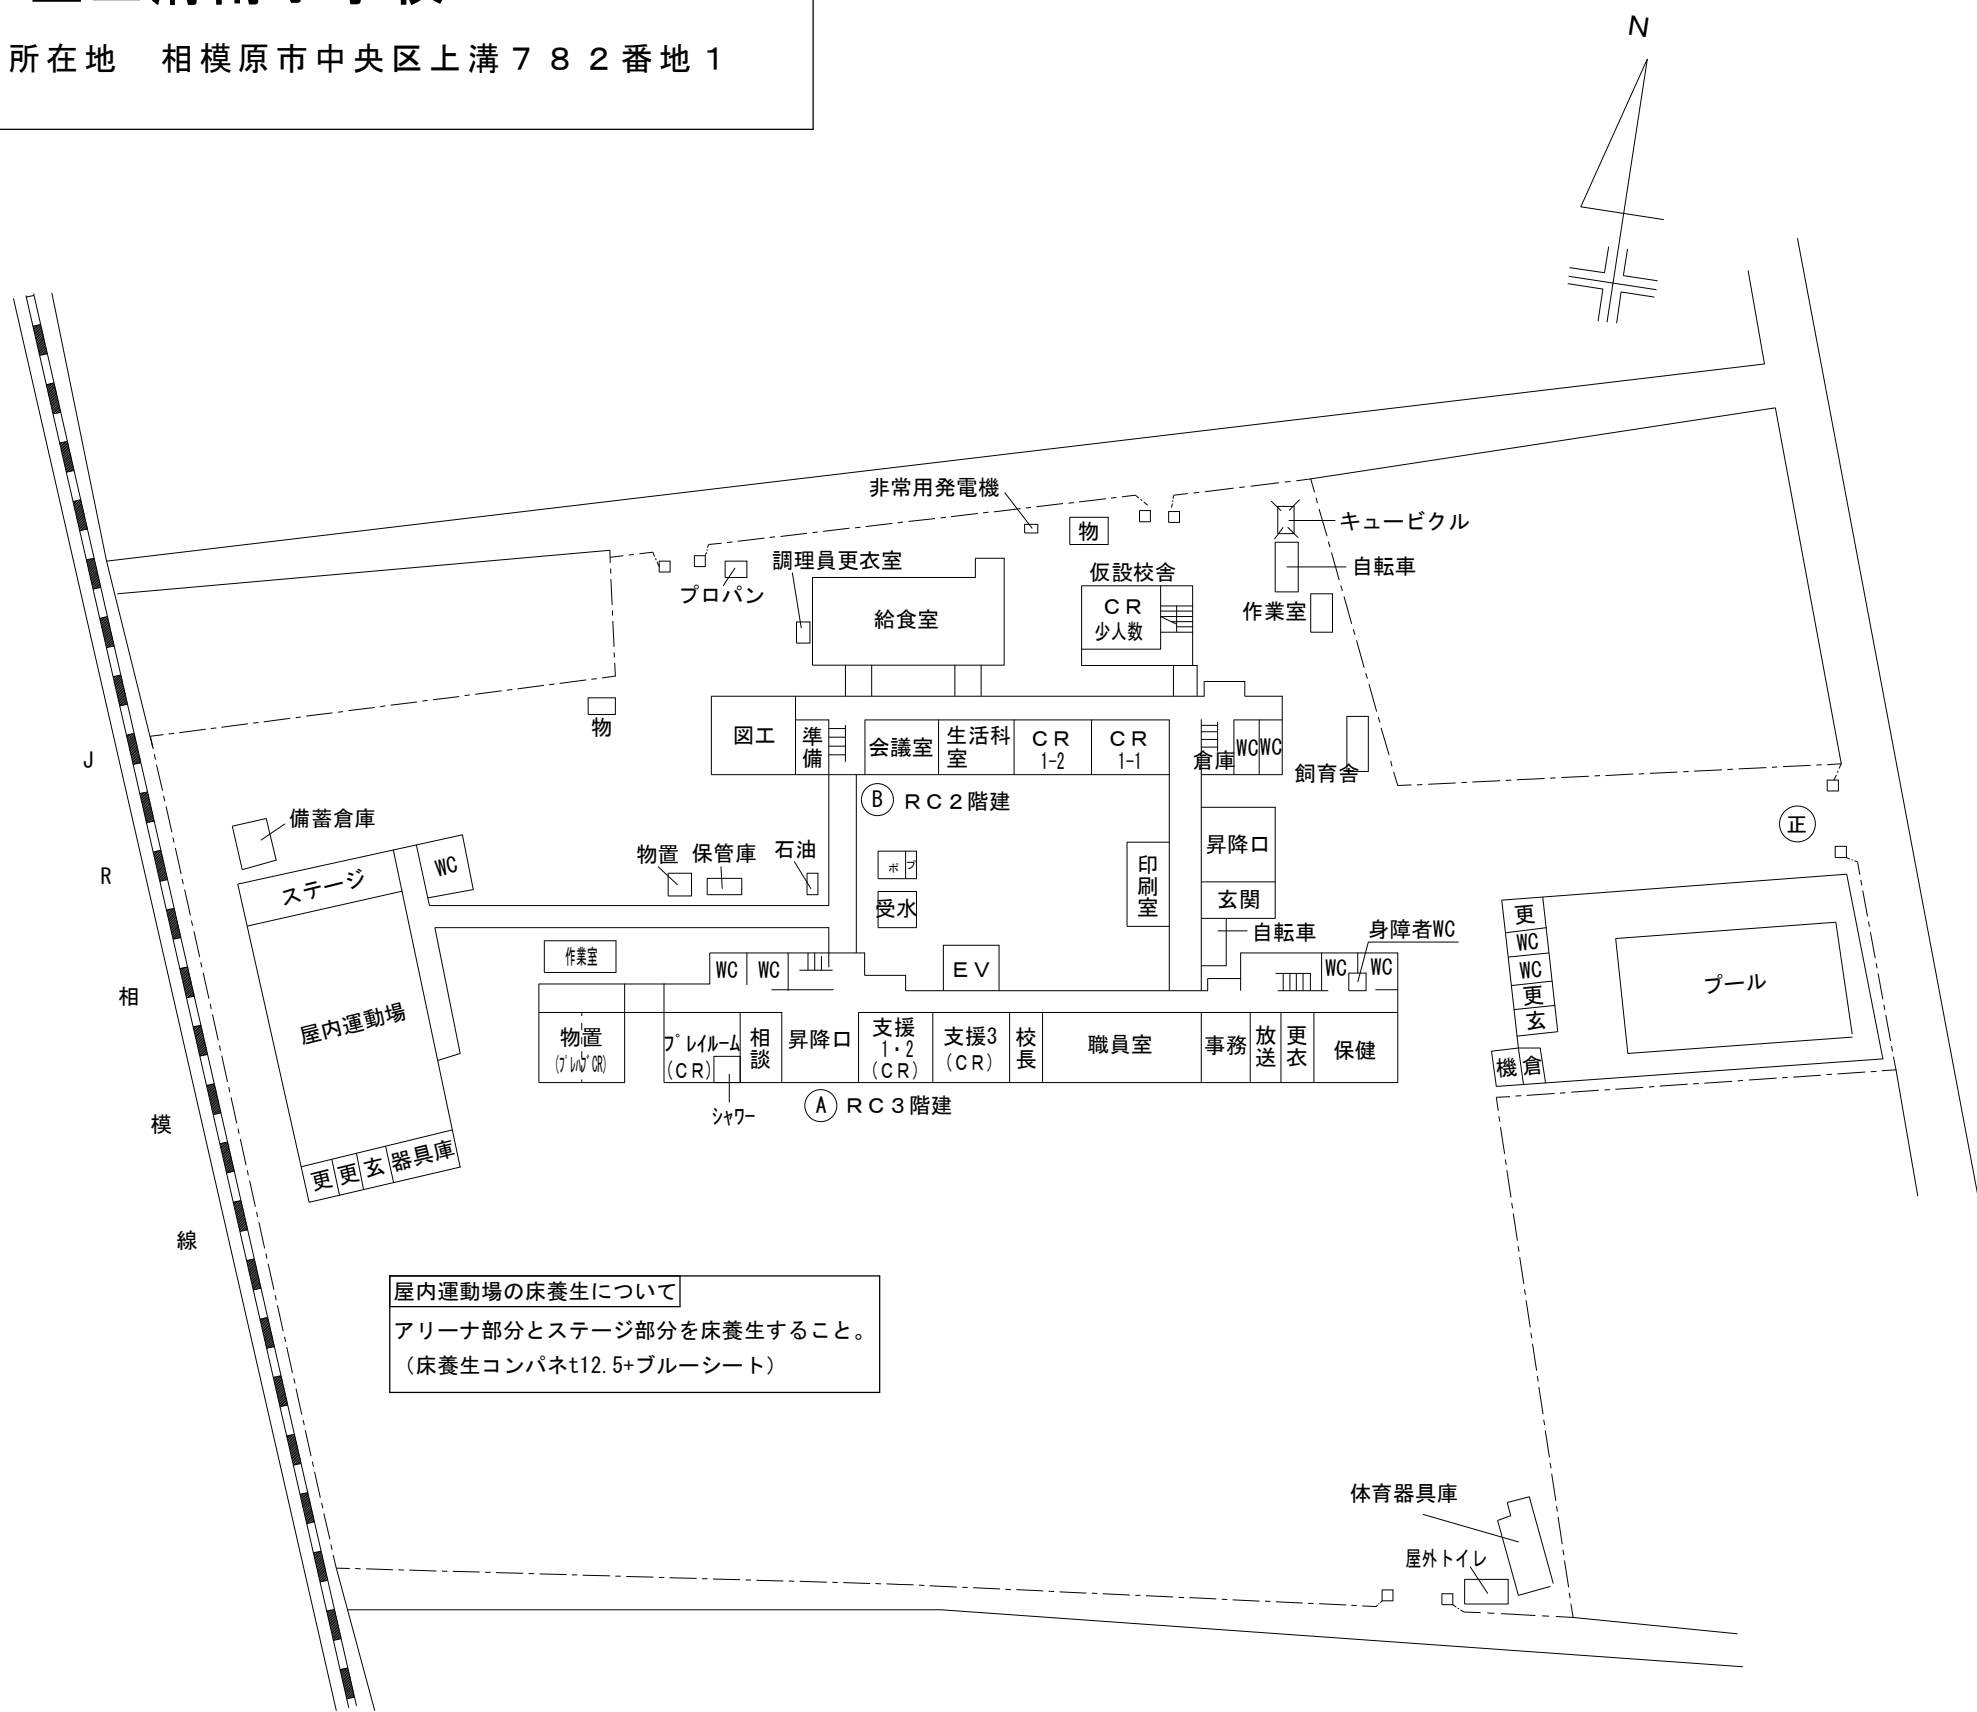 所在地　相模原市中央区上溝７８２番地１
N
非常用発電機
物
キュービクル
調理員更衣室
プロパン
仮設校舎
自転車
給食室
ＣＲ
少人数
作業室
物
図工
準備
会議室
生活科室
ＣＲ
1-2
ＣＲ
1-1
倉庫
WC
WC
飼育舎
Ｂ ＲＣ２階建
正
備蓄倉庫
物置
保管庫
石油
ポ
プ
受水
印刷室
昇降口
玄関
自転車
身障者WC
ステージ
WC
作業室
WC
WC
ＥＶ
WC
WC
更
WC
WC
更
玄
機
倉
プール
屋内運動場
物置
(ﾌﾟﾚﾊﾌﾞCR)
ﾌﾟﾚｲﾙｰﾑ
(ＣＲ)
相談
昇降口
支援
1・2
(ＣＲ)
支援3
(ＣＲ)
校長
職員室
事務
放送
更衣
保健
シャワー
Ａ ＲＣ３階建
更
更
玄
器具庫
J
R
相
模
線
屋内運動場の床養生について
アリーナ部分とステージ部分を床養生すること。
（床養生コンパネt12.5+ブルーシート）
体育器具庫
屋外トイレ